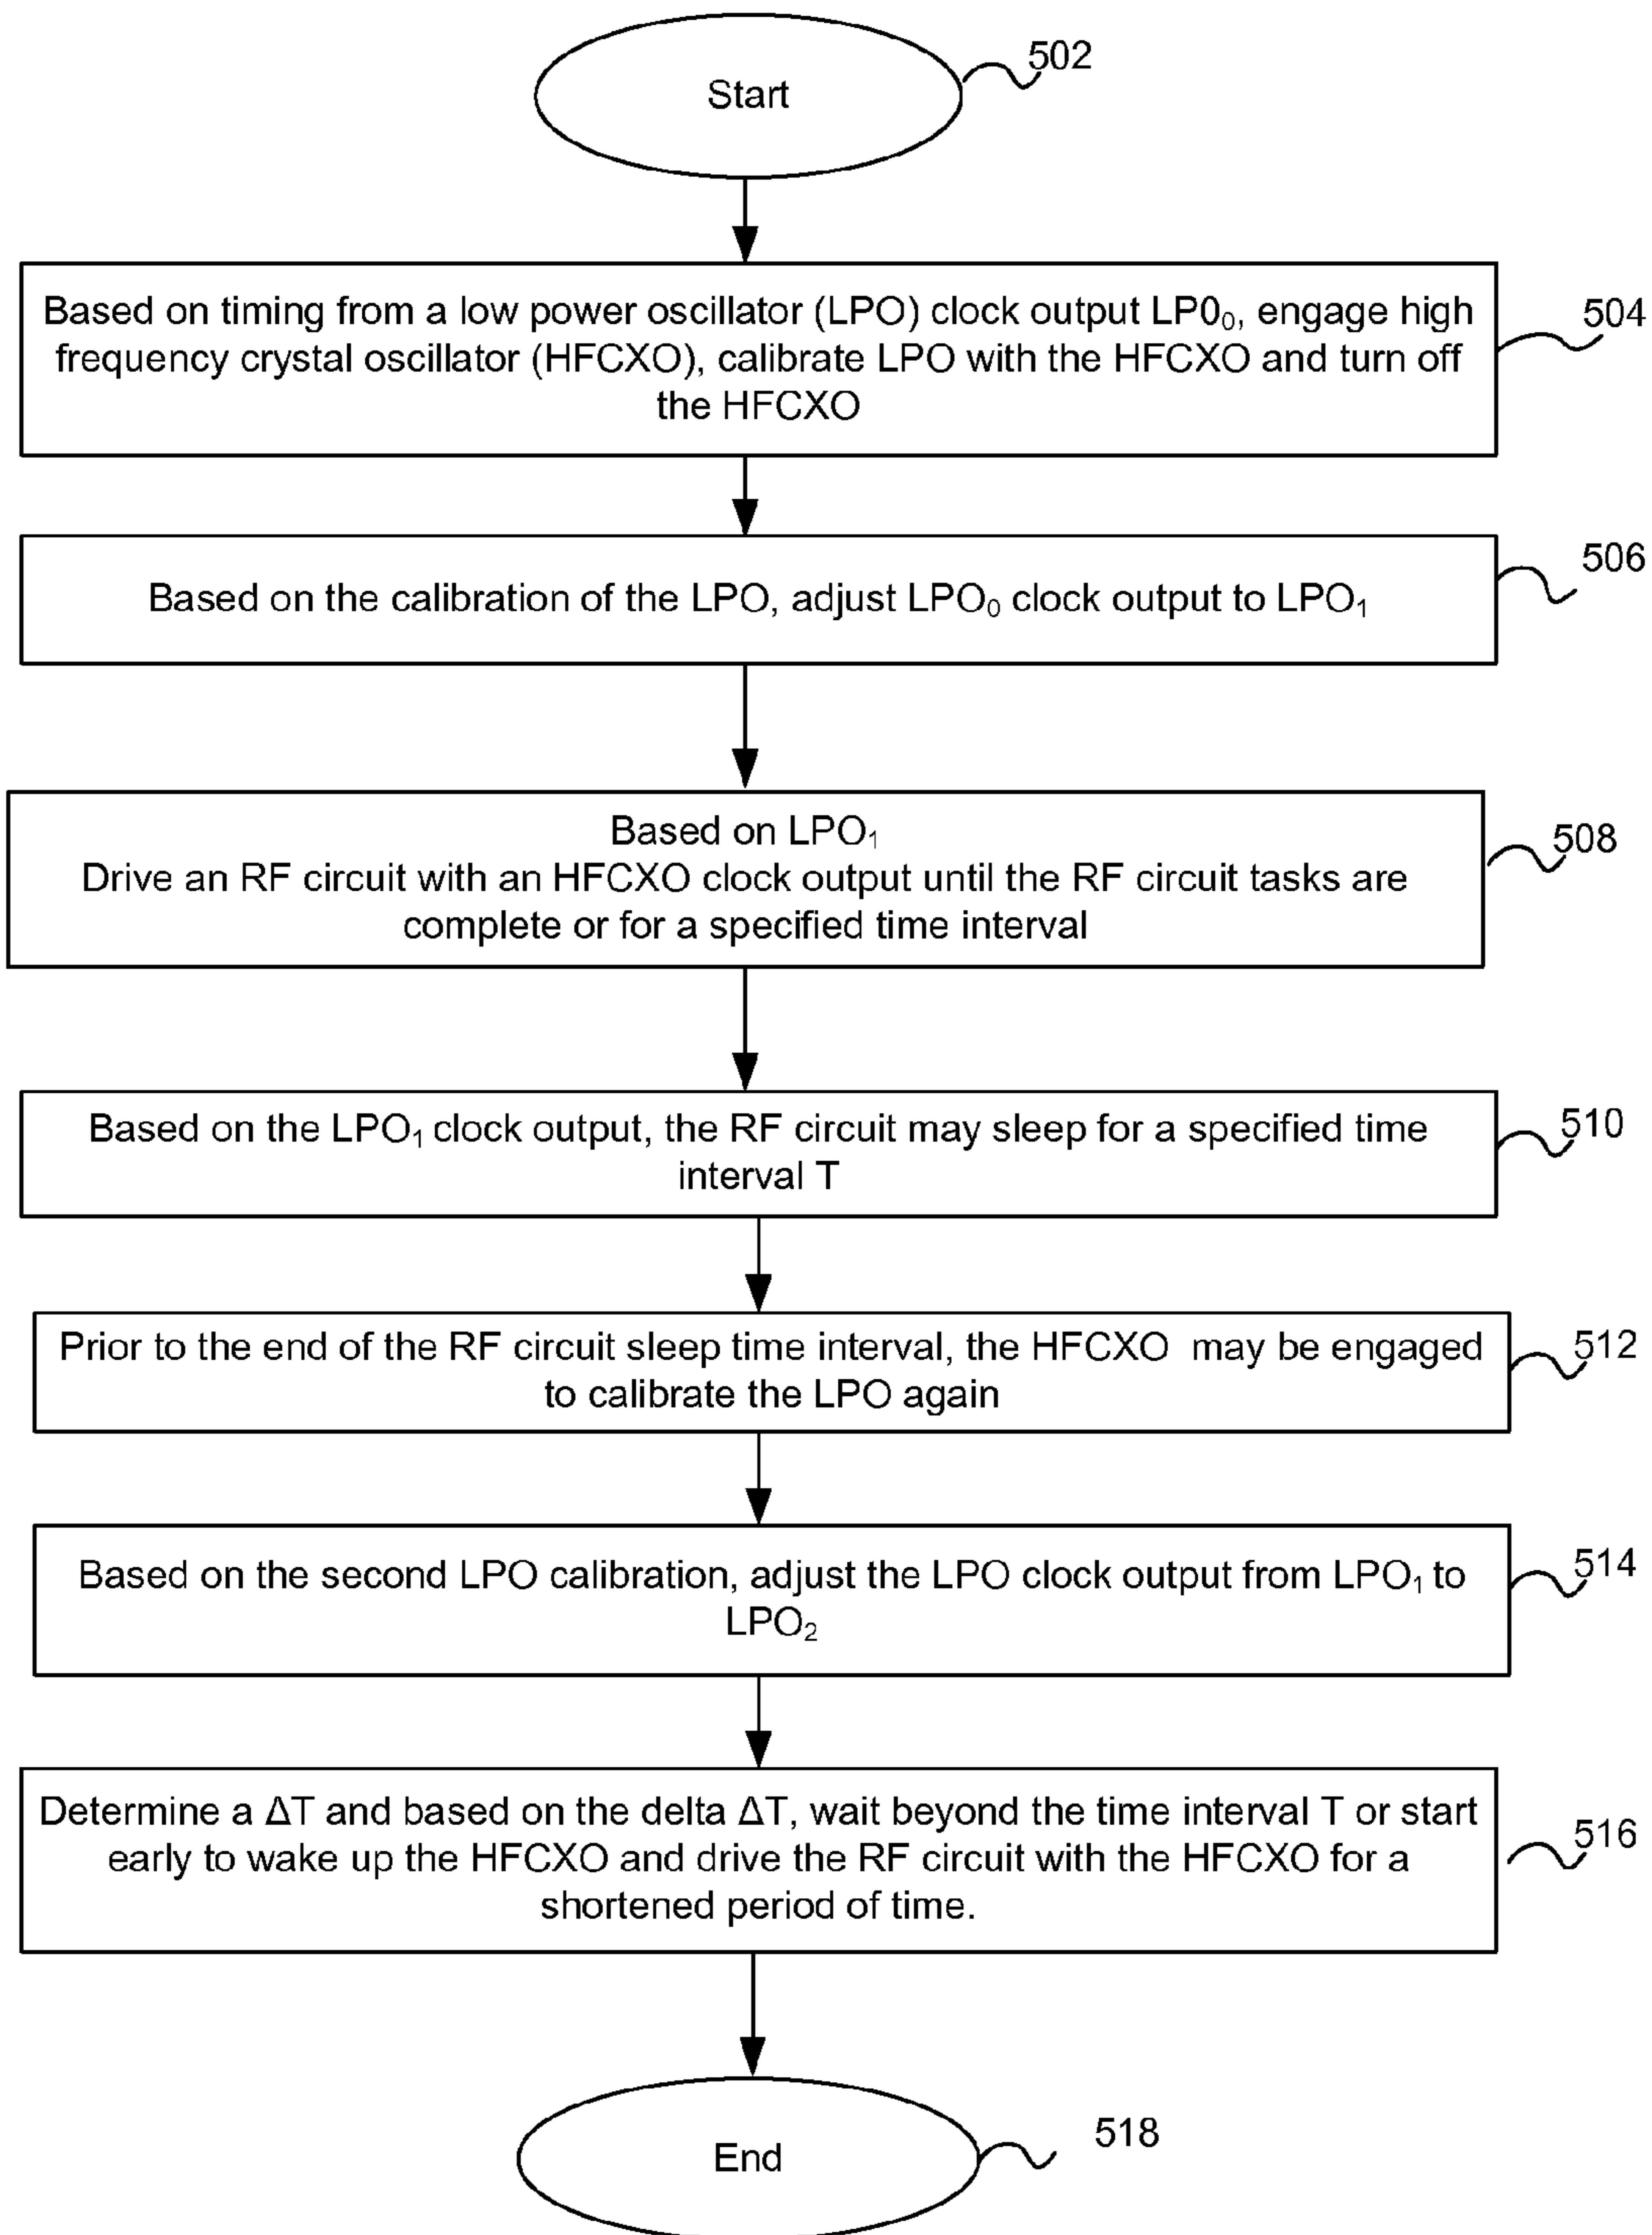 Start
502
Based on timing from a low power oscillator (LPO) clock output LP0₀, engage high
frequency crystal oscillator (HFCXO), calibrate LPO with the HFCXO and turn off
the HFCXO
504
Based on the calibration of the LPO, adjust LPO₀ clock output to LPO₁
506
Based on LPO₁
Drive an RF circuit with an HFCXO clock output until the RF circuit tasks are
complete or for a specified time interval
508
Based on the LPO₁ clock output, the RF circuit may sleep for a specified time
interval T
510
Prior to the end of the RF circuit sleep time interval, the HFCXO may be engaged
to calibrate the LPO again
512
Based on the second LPO calibration, adjust the LPO clock output from LPO₁ to
LPO₂
514
Determine a ΔT and based on the delta ΔT, wait beyond the time interval T or start
early to wake up the HFCXO and drive the RF circuit with the HFCXO for a
shortened period of time.
516
End
518